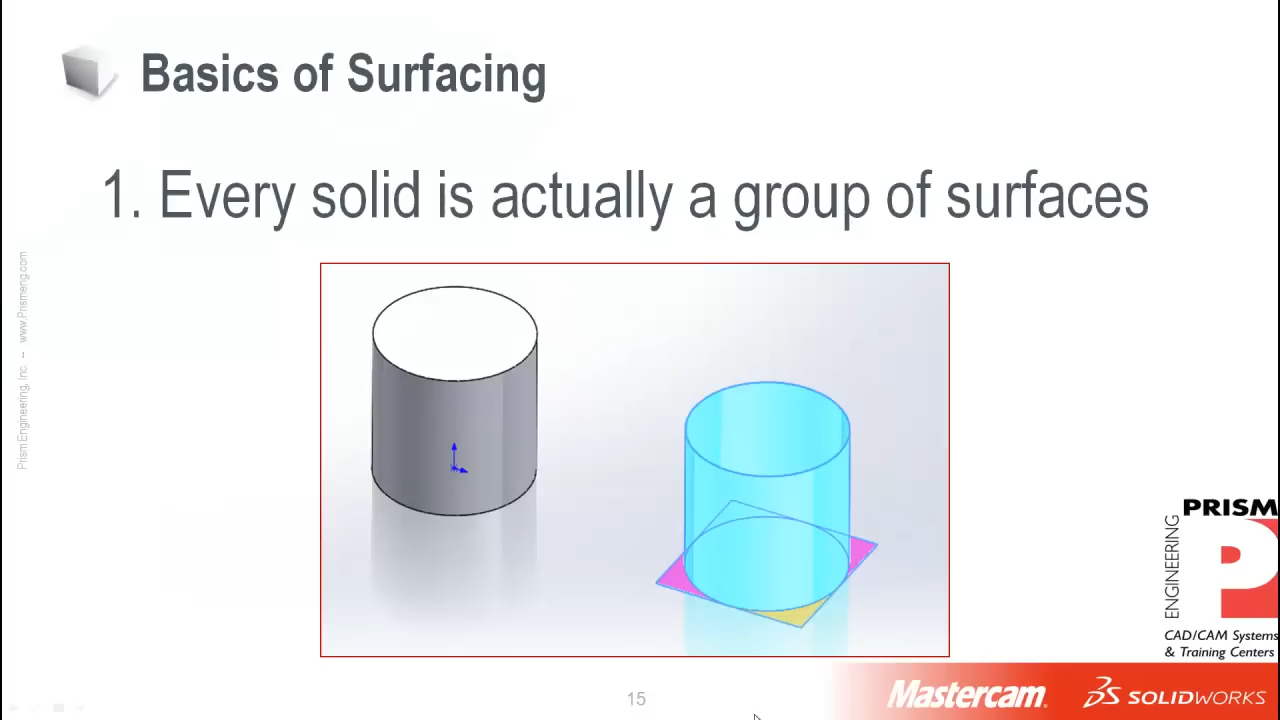 Basics of Surfacing
1. Every solid is actually a group of surfaces
Prism Engineering, Inc. -- www.Prismeng.com
PRISM
ENGINEERING
P
CAD/CAM Systems
& Training Centers
15
Mastercam.
SOLIDWORKS